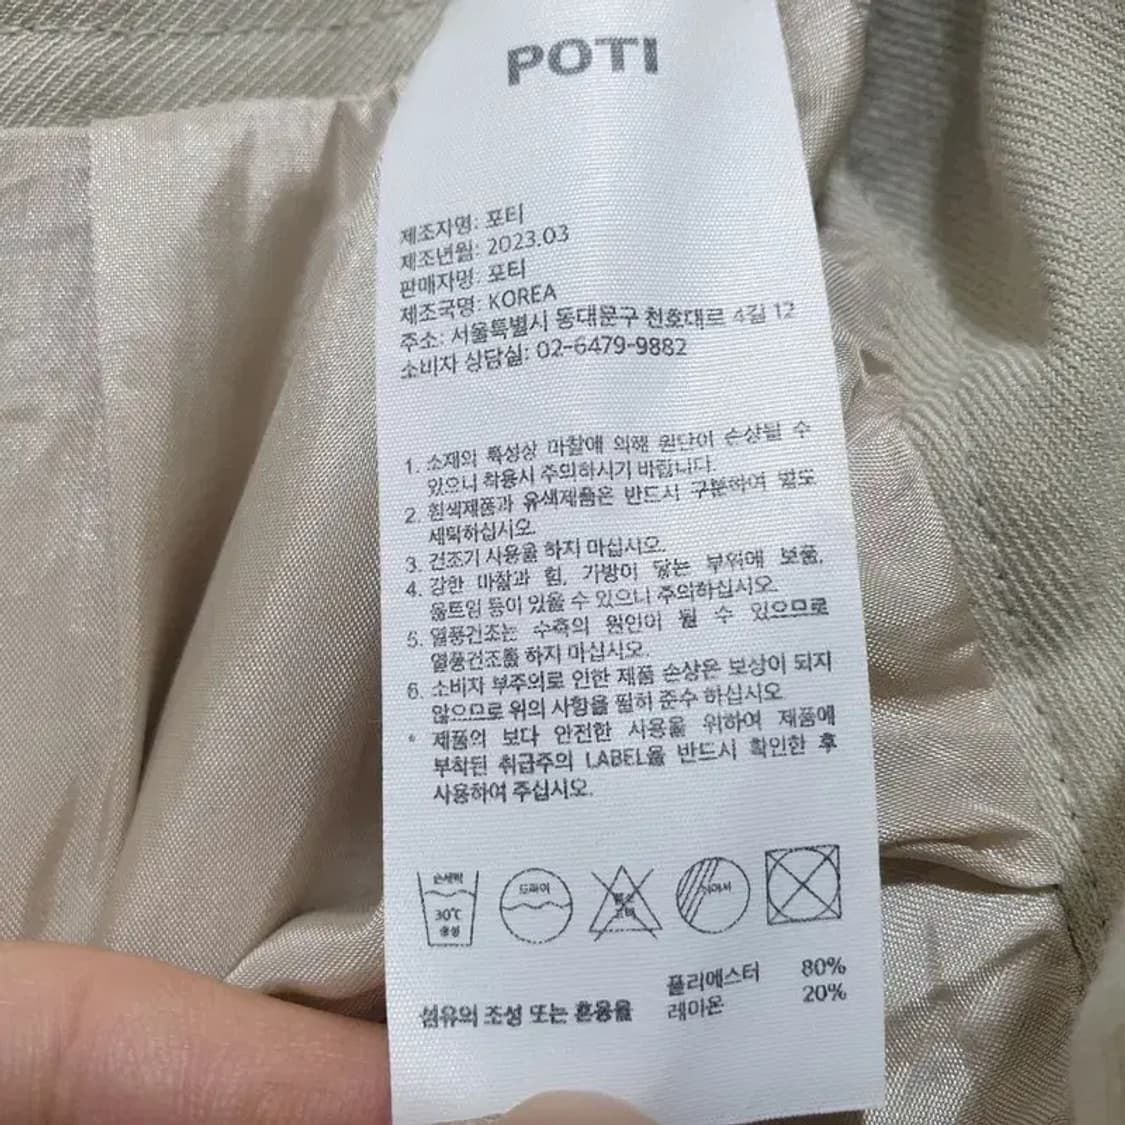 POTI
제조자명: 포티
제조년월: 2023.03
판매자명: 포티
제조국명: KOREA
주소: 서울특별시 동대문구 천호대로 4길 12
소비자 상담실: 02-6479-9882
1. 소재의 특성상 마찰에 의해 원단이 손상될 수
있으니 착용시 주의하시기 바랍니다.
2. 흰색제품과 유색제품은 반드시 구분하여 별도
세탁하십시오.
3. 건조기 사용을 하지 마십시오.
4. 강한 마찰과 힘, 가방이 닿는 부위에 보풀,
올트임 등이 있을 수 있으니 주의하십시오.
5. 열풍건조는 수축의 원인이 될 수 있으므로
열풍건조를 하지 마십시오.
6. 소비자 부주의로 인한 제품 손상은 보상이 되지
않으므로 위의 사항을 필히 준수 하십시오
* 제품의 보다 안전한 사용을 위하여 제품에
부착된 취급주의 LABEL을 반드시 확인한 후
사용하여 주십시오.
손세탁
30℃
중성
드라이
폴리에스터 80%
섬유의 조성 또는 혼용율 레이온 20%